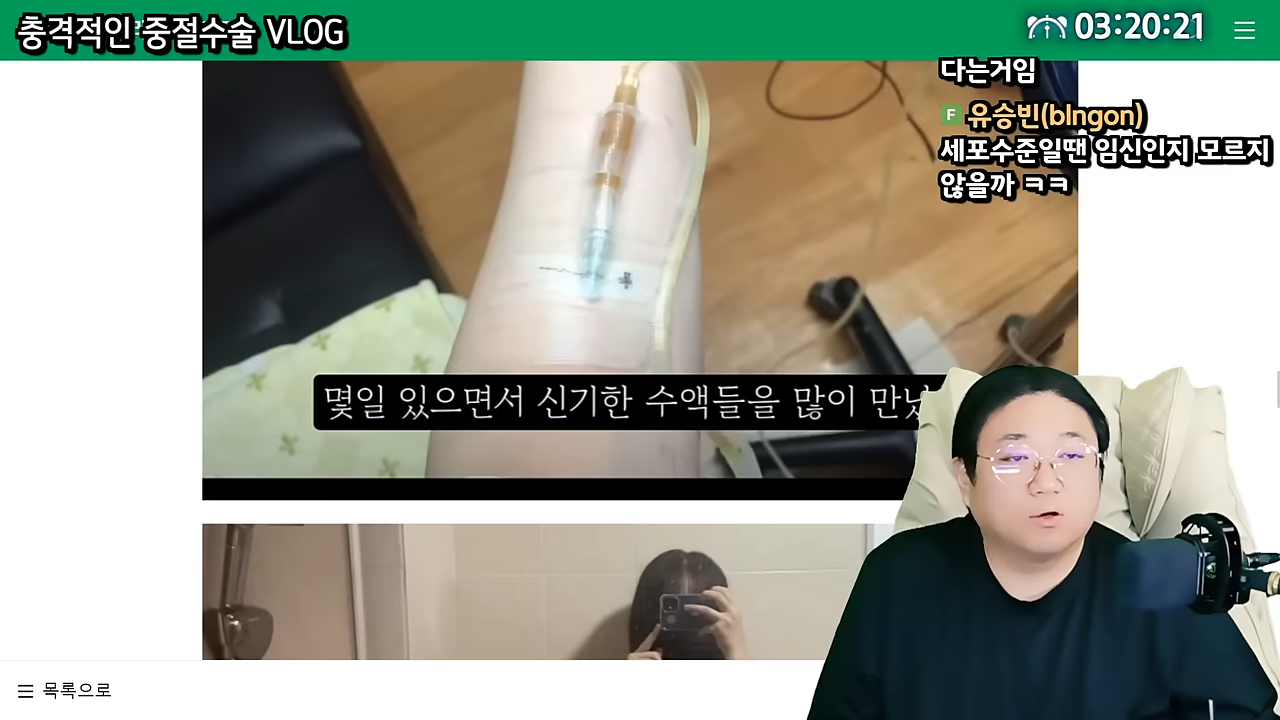 충격적인 중절수술 VLOG
03:20:21
다는거임
F 유승빈(blngon)
세포수준일땐 임신인지 모르지
않을까 ㅋㅋ
몇일 있으면서 신기한 수액들을 많이
목록으로